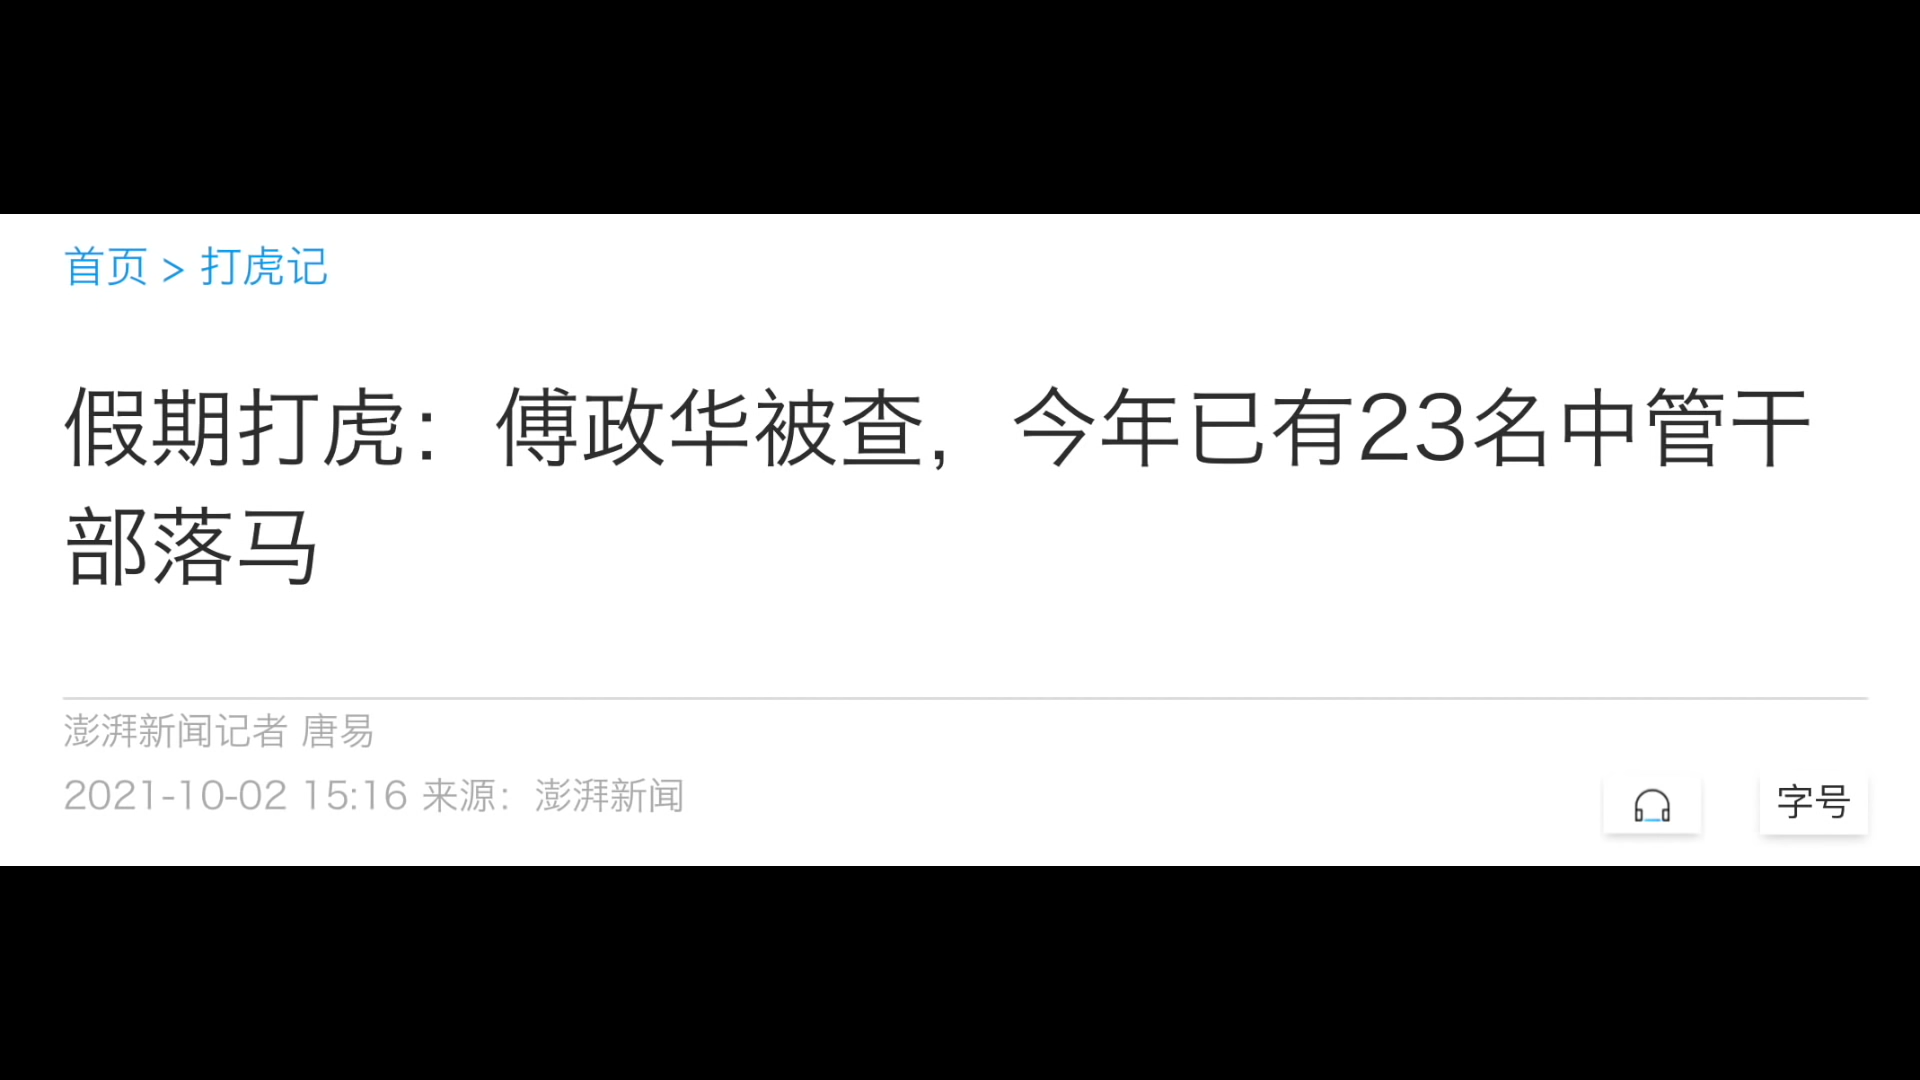 首页 > 打虎记
假期打虎：傅政华被查，今年已有23名中管干
部落马
澎湃新闻记者 唐易
2021-10-02 15:16 来源：澎湃新闻
字号